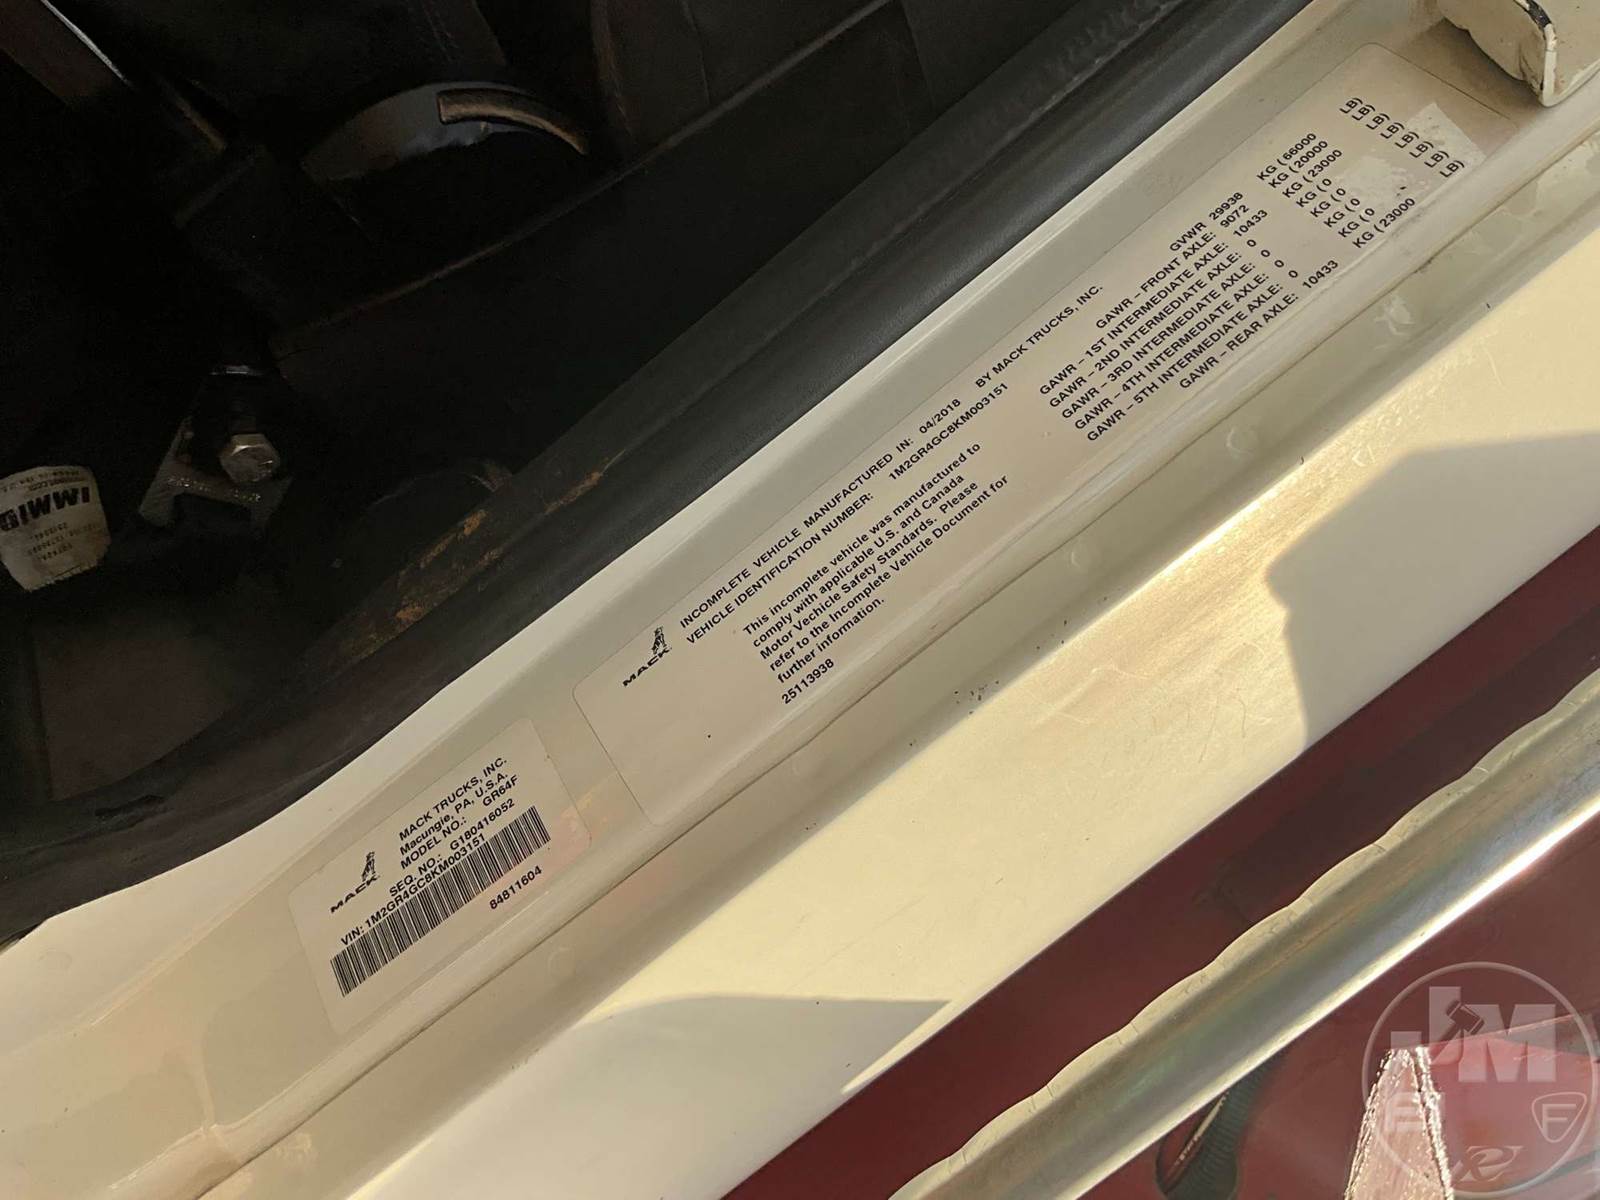 MACK
INCOMPLETE VEHICLE MANUFACTURED IN: 04/2018 BY MACK TRUCKS, INC.
VEHICLE IDENTIFICATION NUMBER: 1M2GR4GC8KM003151
This incomplete vehicle was manufactured to
comply with applicable U.S. and Canada
Motor Vechicle Safety Standards. Please
refer to the Incomplete Vehicle Document for
further information.
25113938
GVWR 29938 KG (66000 LB)
GAWR – FRONT AXLE: 9072 KG (20000 LB)
GAWR – 1ST INTERMEDIATE AXLE: 10433 KG (23000 LB)
GAWR – 2ND INTERMEDIATE AXLE: 0 KG (0 LB)
GAWR – 3RD INTERMEDIATE AXLE: 0 KG (0 LB)
GAWR – 4TH INTERMEDIATE AXLE: 0 KG (0 LB)
GAWR – 5TH INTERMEDIATE AXLE: 0
GAWR – REAR AXLE: 10433 KG (23000 LB)
MACK
MACK TRUCKS, INC.
Macungie, PA, U.S.A.
MODEL NO.: GR64F
SEQ. NO.: G180416052
VIN: 1M2GR4GC8KM003151
84811604
IMMI
JM
E
F